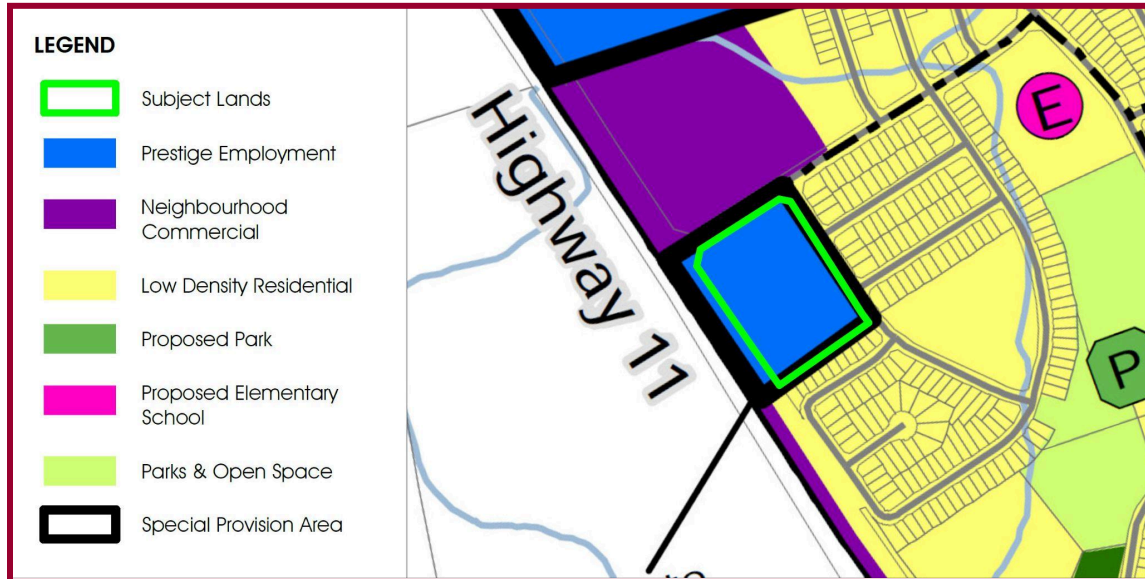 LEGEND
Subject Lands
Prestige Employment
Neighbourhood
Commercial
Low Density Residential
Proposed Park
Proposed Elementary
School
Parks & Open Space
Special Provision Area
Highway 11
E
P